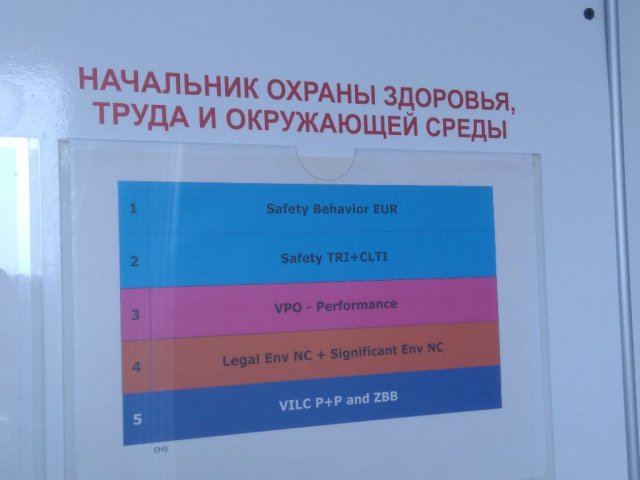 НАЧАЛЬНИК ОХРАНЫ ЗДОРОВЬЯ,
ТРУДА И ОКРУЖАЮЩЕЙ СРЕДЫ
1 Safety Behavior EUR
2 Safety TRI+CLTI
3 VPO - Performance
4 Legal Env NC + Significant Env NC
5 VILC P+P and ZBB
EHS